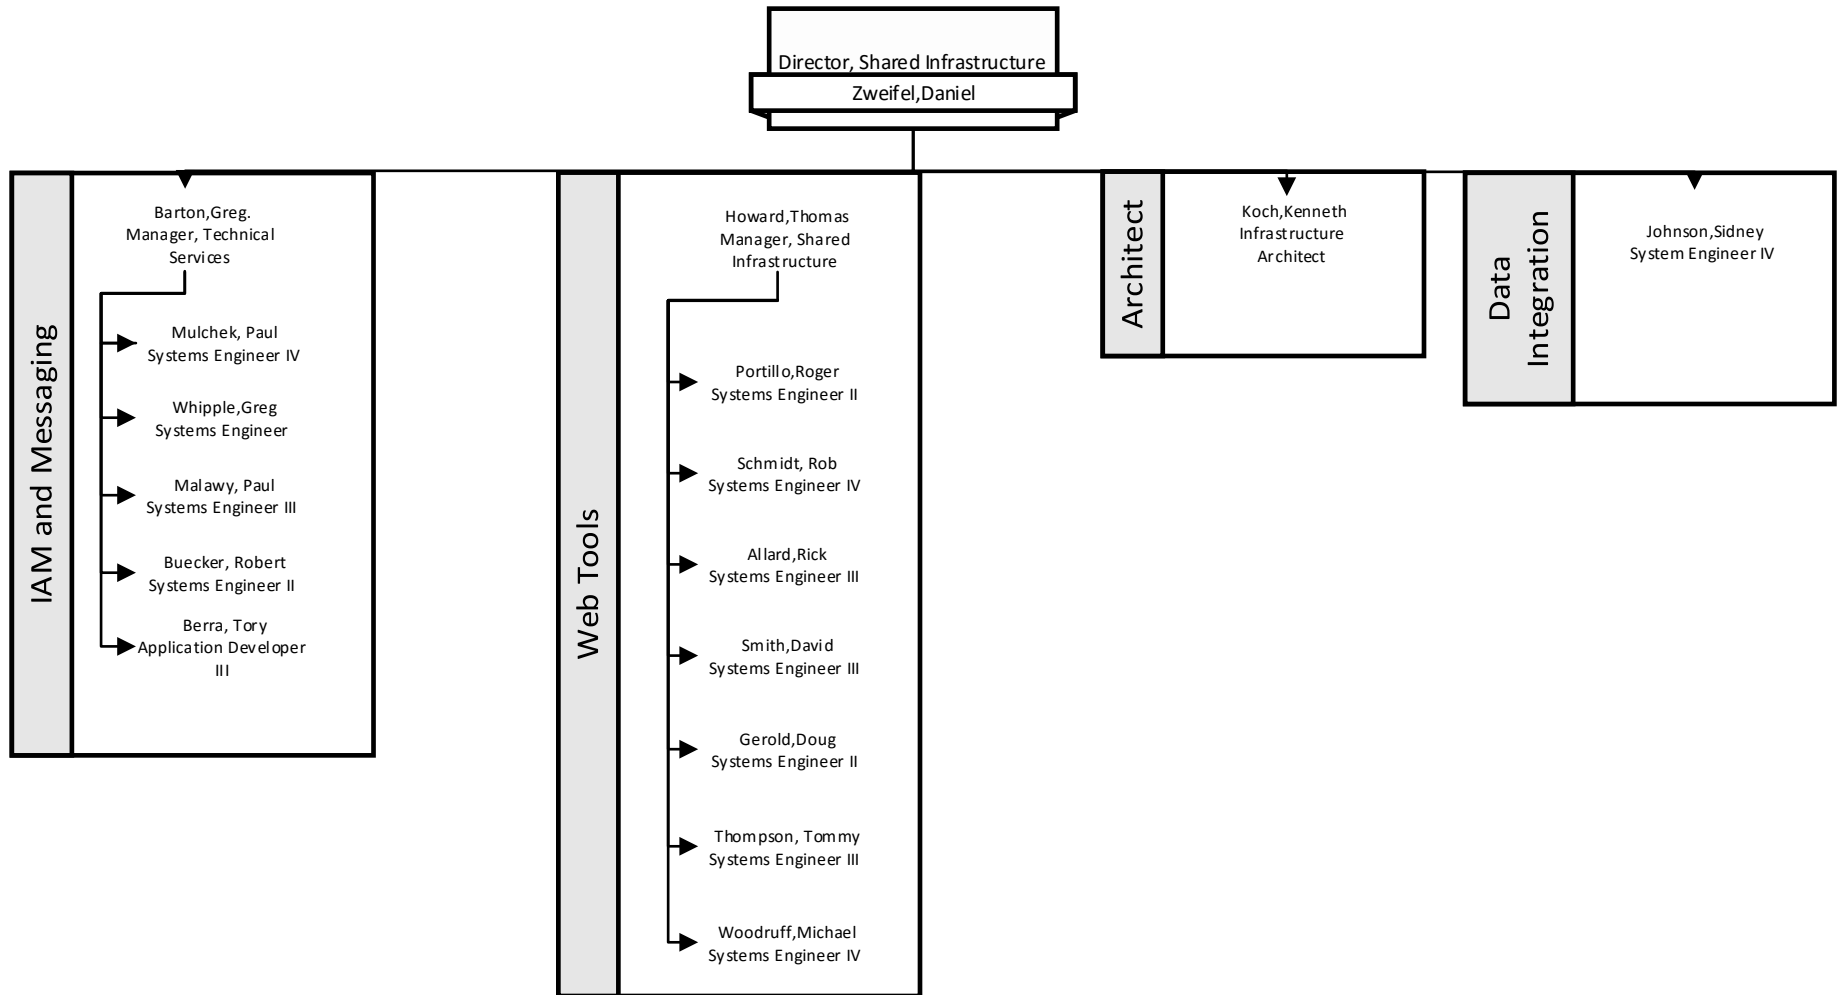 Director, Shared Infrastructure
Zweifel,Daniel
IAM and Messaging
Barton,Greg.
Manager, Technical
Services
Mulchek, Paul
Systems Engineer IV
Whipple,Greg
Systems Engineer
Malawy, Paul
Systems Engineer III
Buecker, Robert
Systems Engineer II
Berra, Tory
Application Developer
III
Web Tools
Howard,Thomas
Manager, Shared
Infrastructure
Portillo,Roger
Systems Engineer II
Schmidt, Rob
Systems Engineer IV
Allard,Rick
Systems Engineer III
Smith,David
Systems Engineer III
Gerold,Doug
Systems Engineer II
Thompson, Tommy
Systems Engineer III
Woodruff,Michael
Systems Engineer IV
Architect
Koch,Kenneth
Infrastructure
Architect
Data
Integration
Johnson,Sidney
System Engineer IV